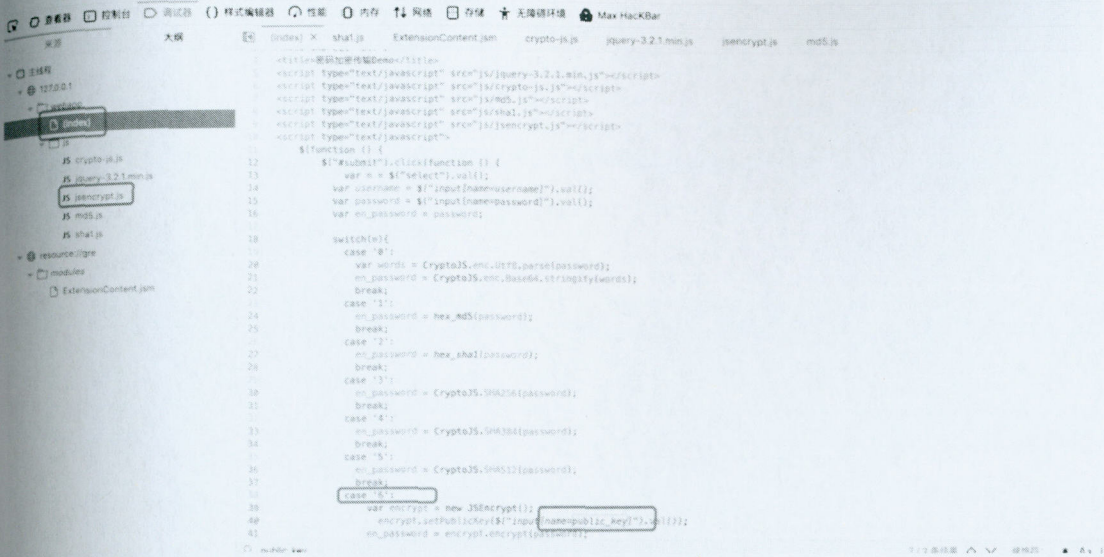 查看器 控制台 调试器 {} 样式编辑器 性能 内存 网络 存储 无障碍环境 Max HacKBar
来源 大纲 (index) × sha1.js ExtensionContent.jsm crypto-js.js jquery-3.2.1.min.js jsencrypt.js md5.js
主线程
127.0.0.1
webapp
(index)
js
JS crypto-js.js
JS jquery-3.2.1.min.js
JS jsencrypt.js
JS md5.js
JS sha1.js
resource://gre
modules
ExtensionContent.jsm
<title>密码加密传输Demo</title>
<script type="text/javascript" src="js/jquery-3.2.1.min.js"></script>
<script type="text/javascript" src="js/crypto-js.js"></script>
<script type="text/javascript" src="js/md5.js"></script>
<script type="text/javascript" src="js/sha1.js"></script>
<script type="text/javascript" src="js/jsencrypt.js"></script>
<script type="text/javascript">
$(function () {
12 $("#submit").click(function () {
13 var n = $("select").val();
14 var username = $("input[name=username]").val();
15 var password = $("input[name=password]").val();
16 var en_password = password;
18 switch(n){
case '0':
20 var words = CryptoJS.enc.Utf8.parse(password);
21 en_password = CryptoJS.enc.Base64.stringify(words);
22 break;
case '1':
24 en_password = hex_md5(password);
25 break;
case '2':
27 en_password = hex_sha1(password);
28 break;
case '3':
30 en_password = CryptoJS.SHA256(password);
31 break;
case '4':
33 en_password = CryptoJS.SHA384(password);
34 break;
case '5':
36 en_password = CryptoJS.SHA512(password);
37 break;
case '6':
39 var encrypt = new JSEncrypt();
40 encrypt.setPublicKey($("input[name=public_key]").val());
41 en_password = encrypt.encrypt(password);
public_key